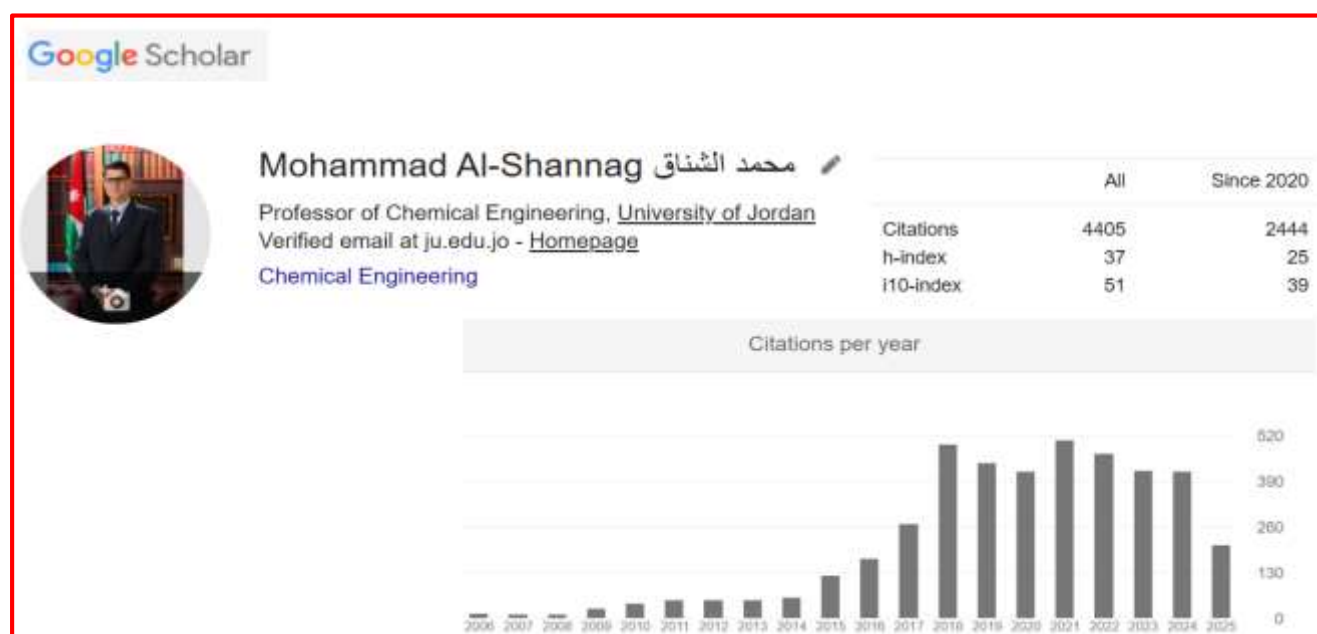 Google Scholar
Mohammad Al-Shannag محمد الشناق
Professor of Chemical Engineering, University of Jordan
Verified email at ju.edu.jo - Homepage
Chemical Engineering
All Since 2020
Citations 4405 2444
h-index 37 25
i10-index 51 39
Citations per year
520
390
260
130
0
2006 2007 2008 2009 2010 2011 2012 2013 2014 2015 2016 2017 2018 2019 2020 2021 2022 2023 2024 2025